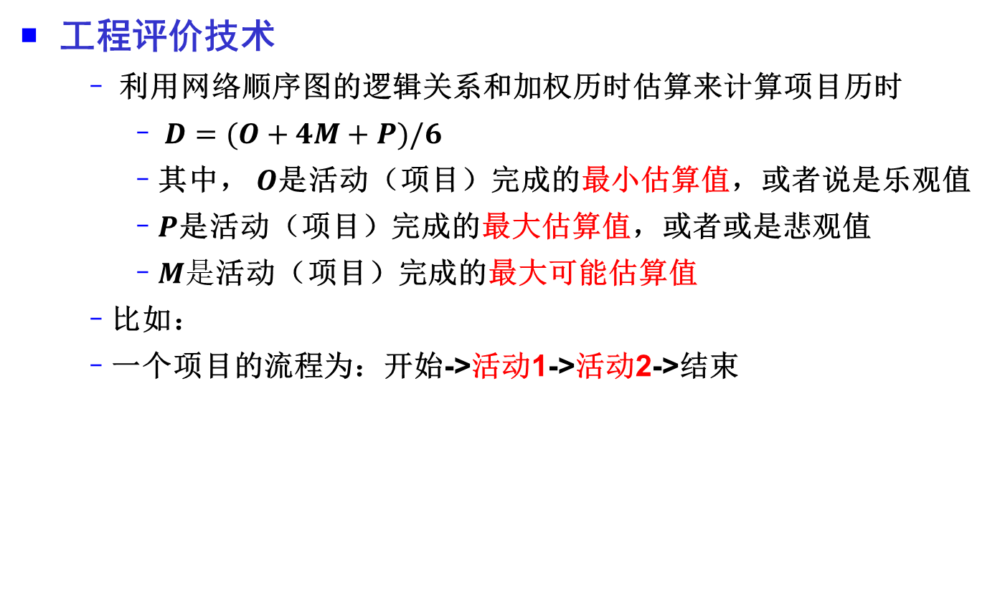 ■ 工程评价技术
– 利用网络顺序图的逻辑关系和加权历时估算来计算项目历时
– D = (O + 4M + P)/6
– 其中， O是活动（项目）完成的最小估算值，或者说是乐观值
– P是活动（项目）完成的最大估算值，或者或是悲观值
– M是活动（项目）完成的最大可能估算值
– 比如：
– 一个项目的流程为：开始->活动1->活动2->结束